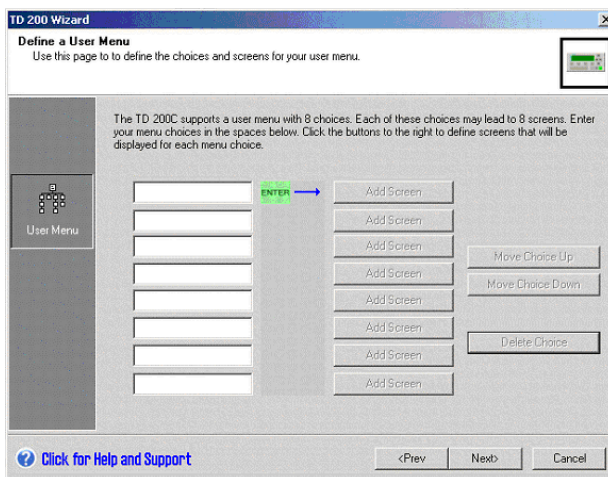 TD 200 Wizard
Define a User Menu
Use this page to to define the choices and screens for your user menu.
The TD 200C supports a user menu with 8 choices. Each of these choices may lead to 8 screens. Enter
your menu choices in the spaces below. Click the buttons to the right to define screens that will be
displayed for each menu choice.
User Menu
ENTER
Add Screen
Add Screen
Add Screen
Add Screen
Add Screen
Add Screen
Add Screen
Add Screen
Move Choice Up
Move Choice Down
Delete Choice
Click for Help and Support
<Prev
Next>
Cancel